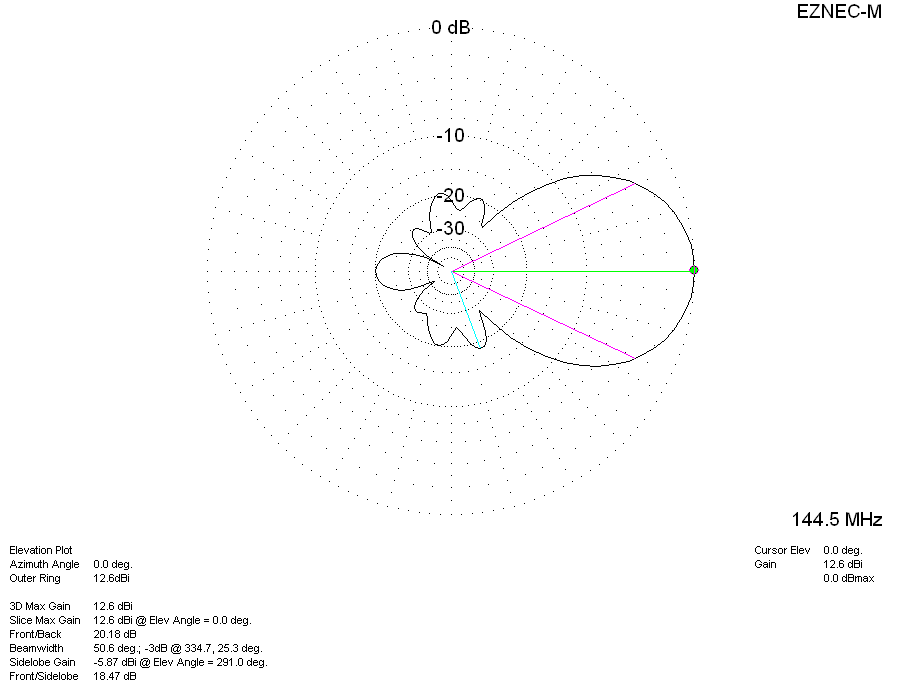 EZNEC-M
0 dB
-10
-20
-30
144.5 MHz
Elevation Plot
Azimuth Angle 0.0 deg.
Outer Ring 12.6dBi
3D Max Gain 12.6 dBi
Slice Max Gain 12.6 dBi @ Elev Angle = 0.0 deg.
Front/Back 20.18 dB
Beamwidth 50.6 deg.; -3dB @ 334.7, 25.3 deg.
Sidelobe Gain -5.87 dBi @ Elev Angle = 291.0 deg.
Front/Sidelobe 18.47 dB
Cursor Elev 0.0 deg.
Gain 12.6 dBi
0.0 dBmax